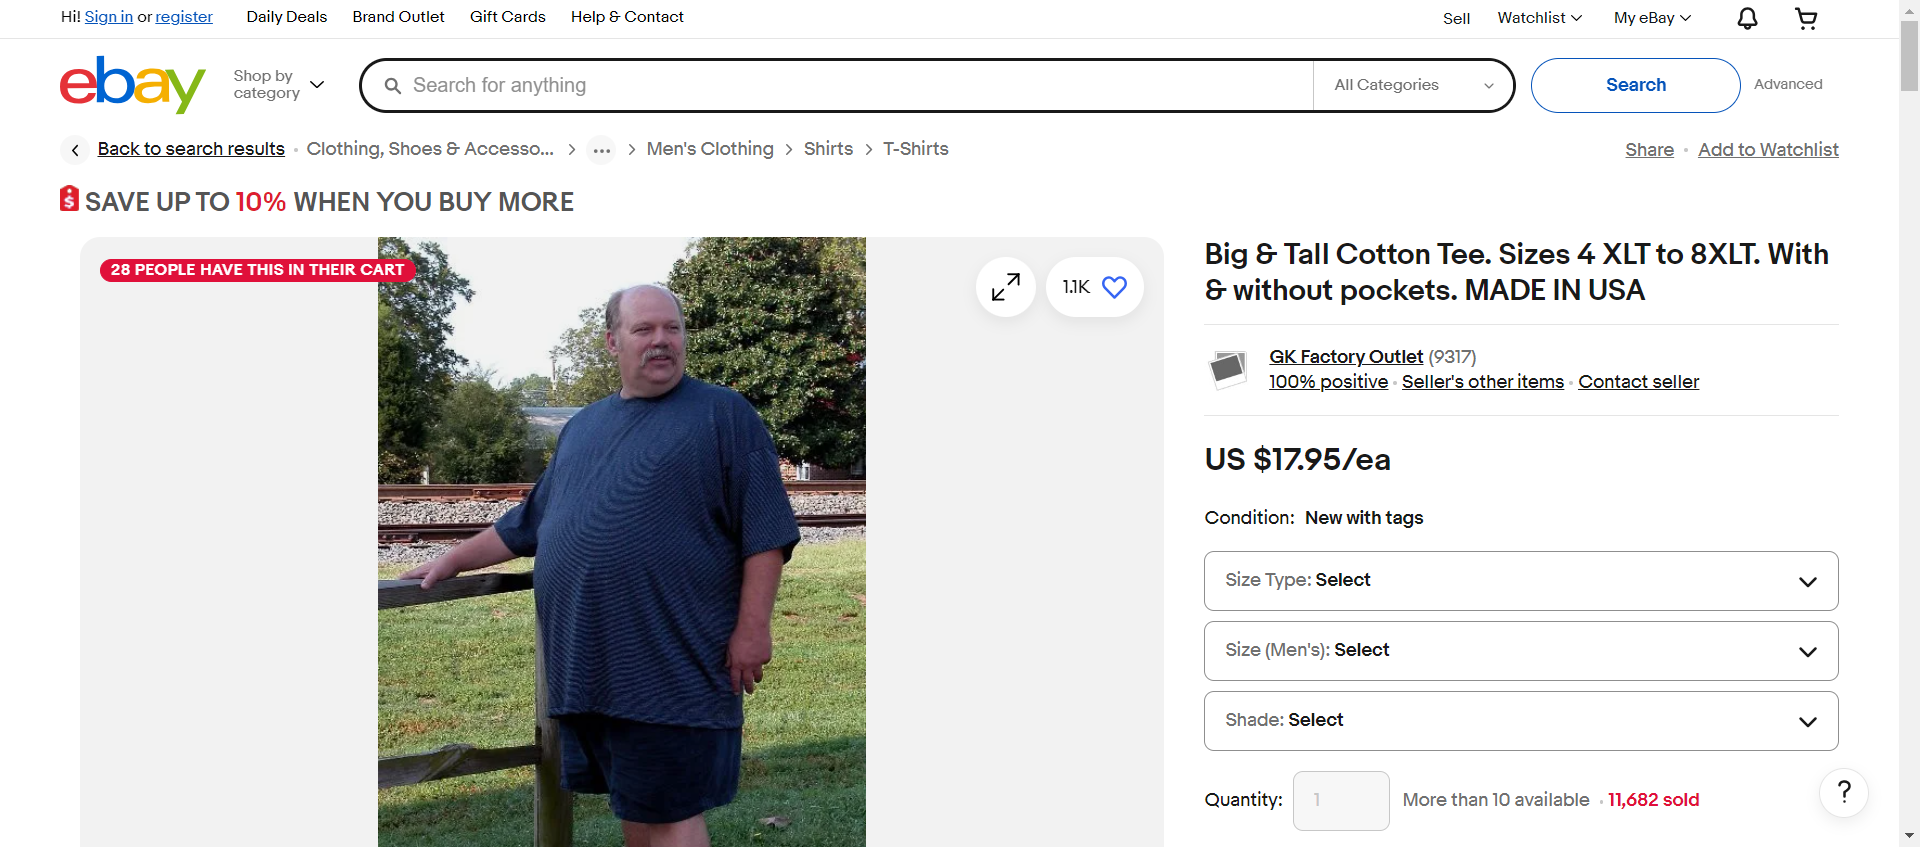 Hi! Sign in or register
Daily Deals
Brand Outlet
Gift Cards
Help & Contact
Sell
Watchlist
My eBay
ebay
Shop by
category
Search for anything
All Categories
Search
Advanced
Back to search results
Clothing, Shoes & Accesso...
...
Men's Clothing
Shirts
T-Shirts
Share
Add to Watchlist
$ SAVE UP TO 10% WHEN YOU BUY MORE
28 PEOPLE HAVE THIS IN THEIR CART
1.1K
Big & Tall Cotton Tee. Sizes 4 XLT to 8XLT. With
& without pockets. MADE IN USA
GK Factory Outlet (9317)
100% positive · Seller's other items · Contact seller
US $17.95/ea
Condition: New with tags
Size Type: Select
Size (Men's): Select
Shade: Select
Quantity: 1 More than 10 available · 11,682 sold
?